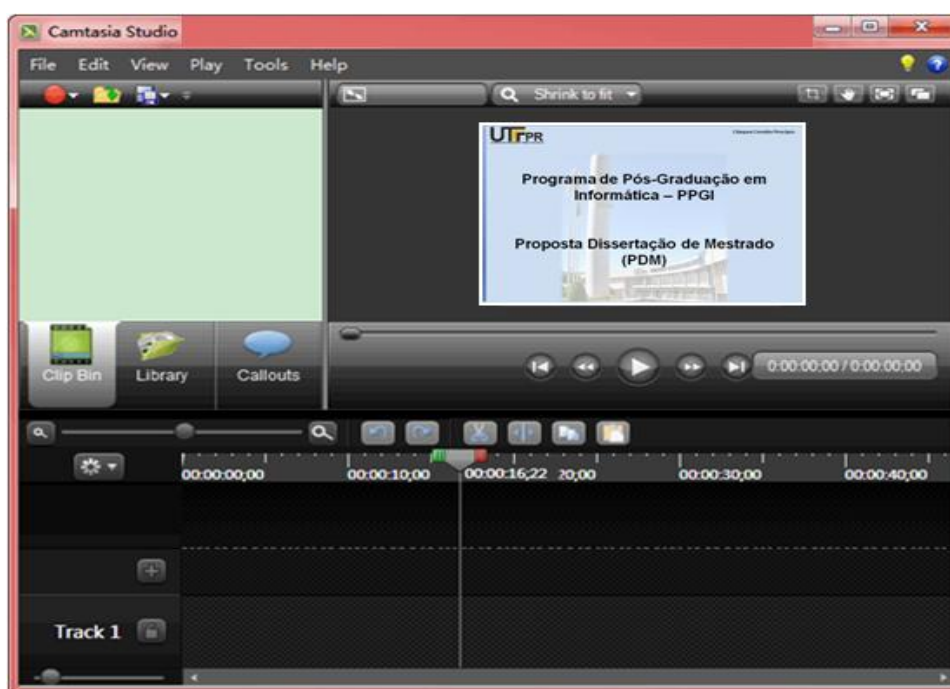 Camtasia Studio
File Edit View Play Tools Help
Shrink to fit
UTFPR
Programa de Pós-Graduação em
Informática – PPGI
Proposta Dissertação de Mestrado
(PDM)
Clip Bin Library Callouts
0:00:00;00 / 0:00:00;00
00:00:00;00 00:00:10;00 00:00:16;22 20;00 00:00:30;00 00:00:40;00
Track 1